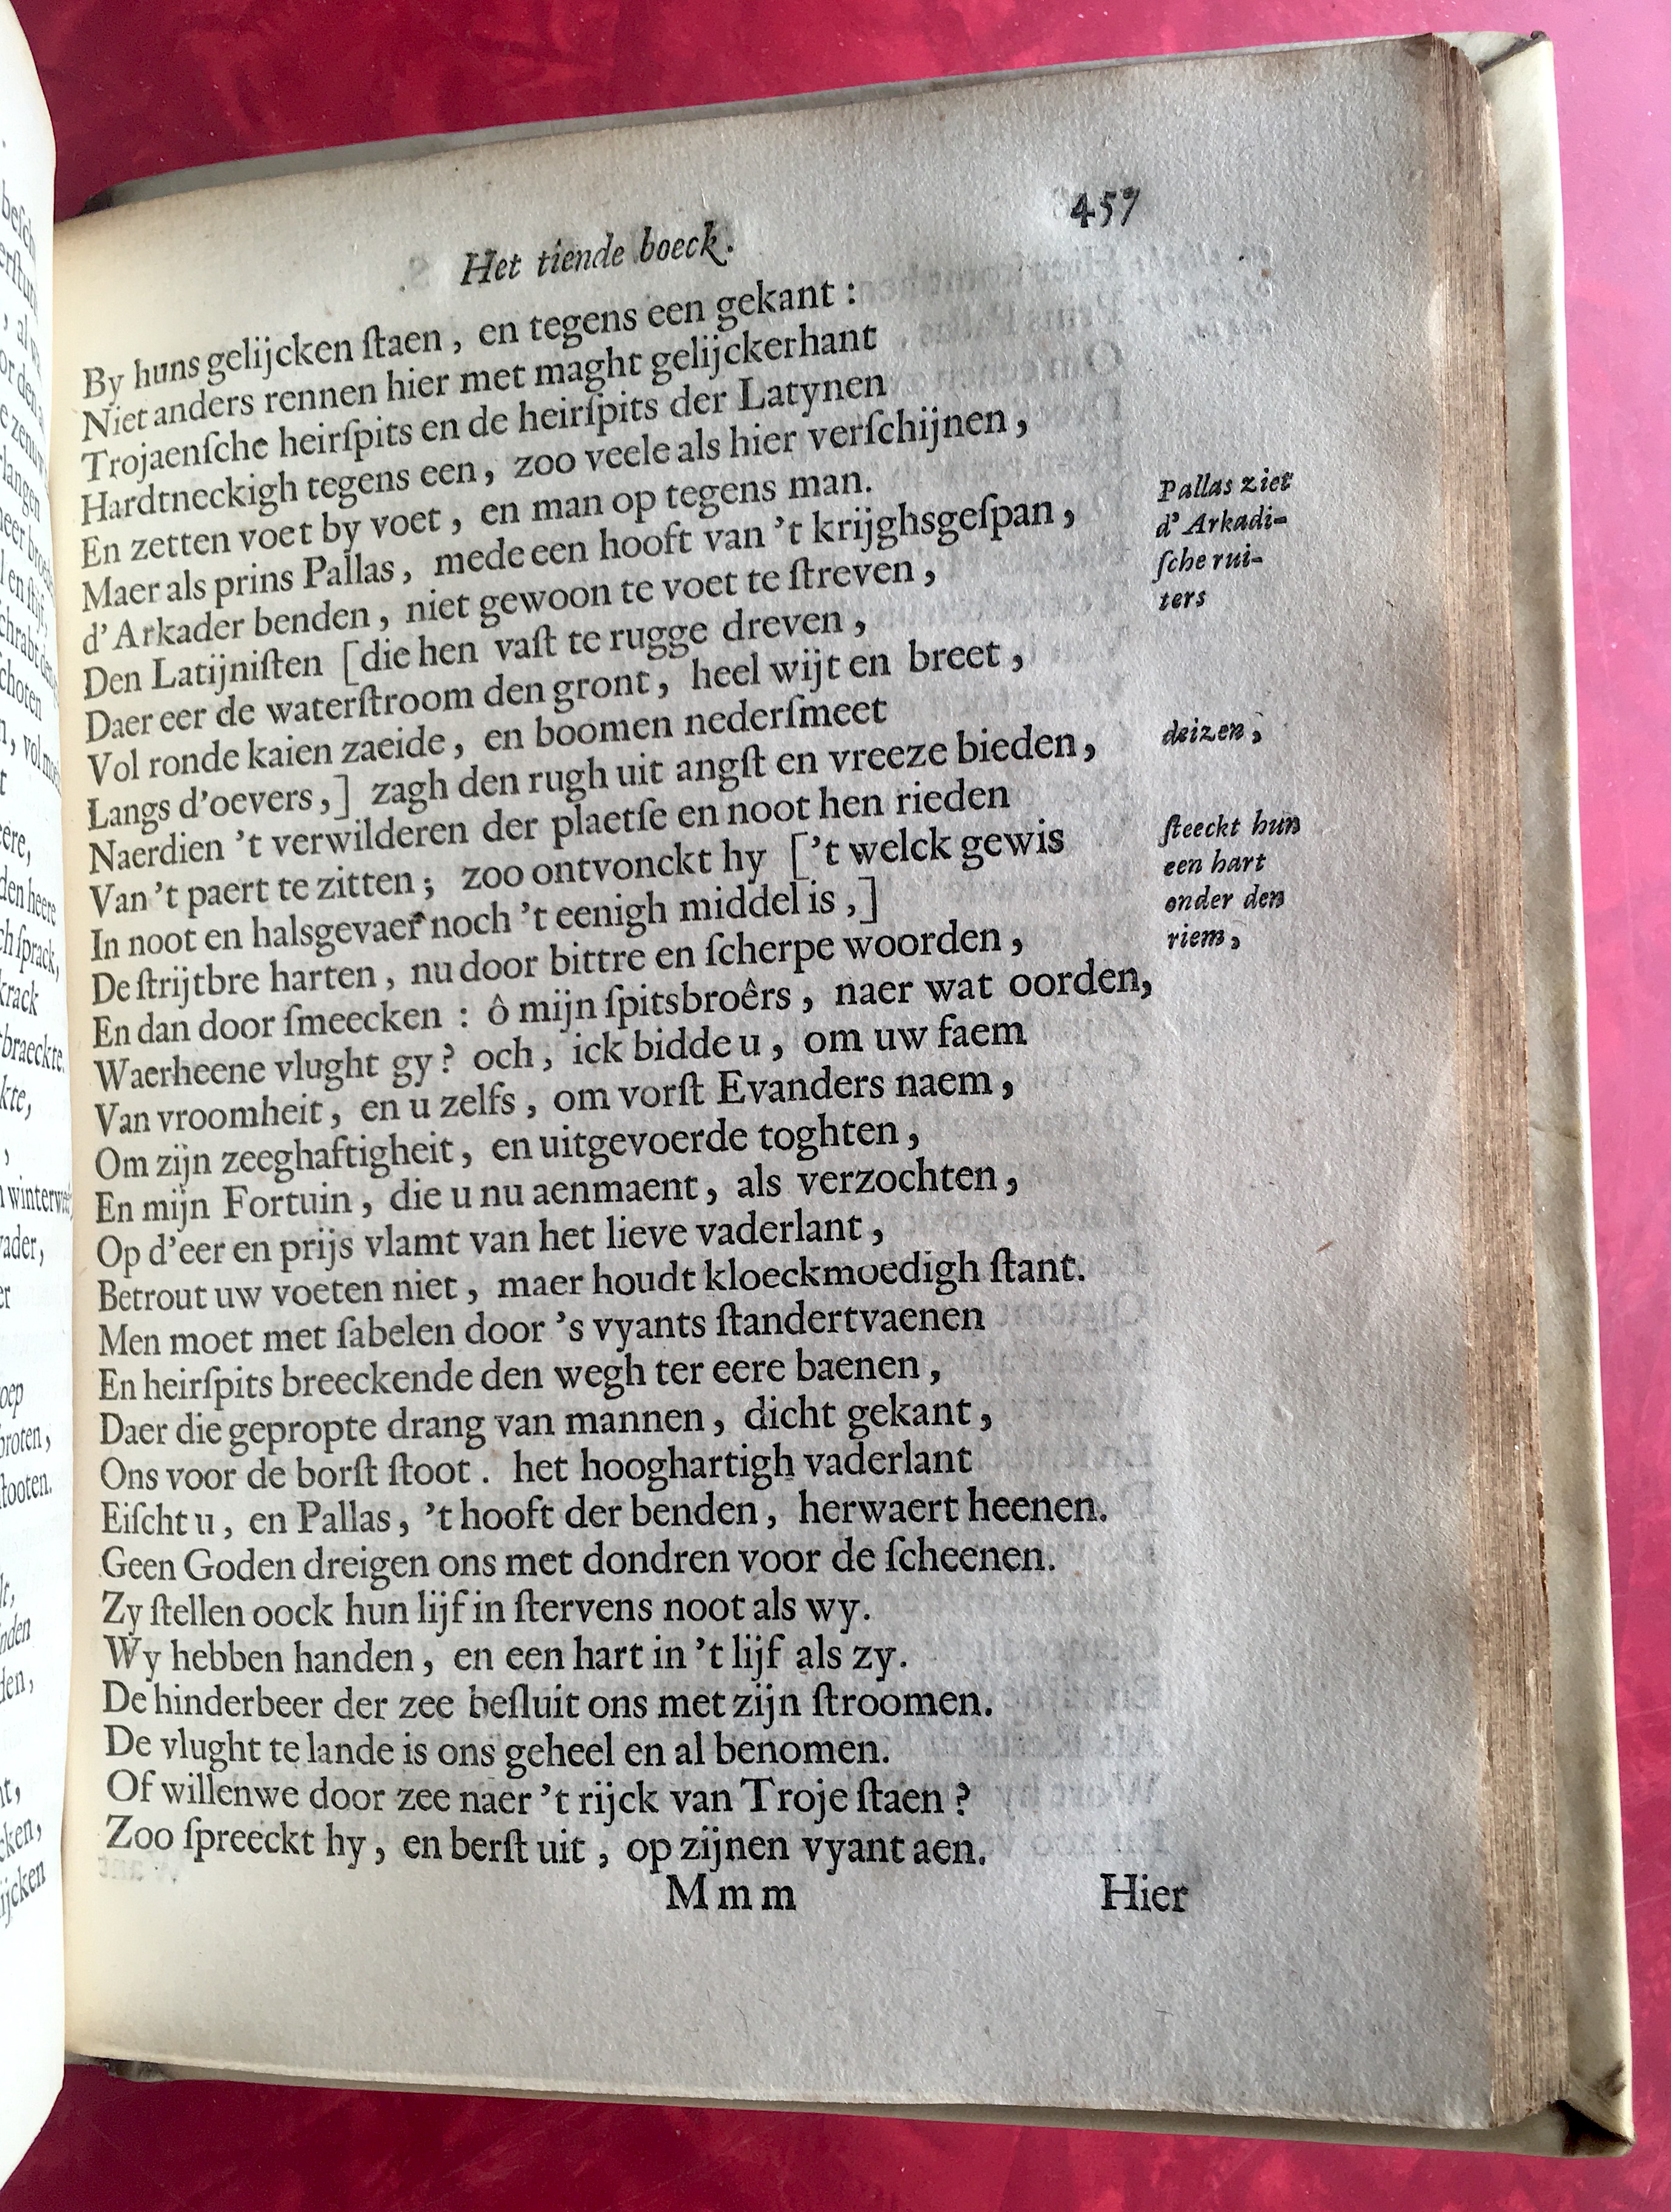 457
Het tiende boeck.
By huns gelijcken ſtaen, en tegens een gekant:
Niet anders rennen hier met maght gelijckerhant
Trojaenſche heirſpits en de heirſpits der Latynen
Hardtneckigh tegens een, zoo veele als hier verſchijnen,
En zetten voet by voet, en man op tegens man.
Maer als prins Pallas, mede een hooft van 't krijghsgeſpan,
d'Arkader benden, niet gewoon te voet te ſtreven,
Den Latijniſten [die hen vaſt te rugge dreven,
Daer eer de waterſtroom den gront, heel wijt en breet,
Vol ronde kaien zaeide, en boomen nederſmeet
Langs d'oevers,] zagh den rugh uit angſt en vreeze bieden,
Naerdien 't verwilderen der plaetſe en noot hen rieden
Van 't paert te zitten; zoo ontvonckt hy ['t welck gewis
In noot en halsgevaer noch 't eenigh middel is,]
De ſtrijtbre harten, nu door bittre en ſcherpe woorden,
En dan door ſmeecken: ô mijn ſpitsbroêrs, naer wat oorden,
Waerheene vlught gy? och, ick bidde u, om uw faem
Van vroomheit, en u zelfs, om vorſt Evanders naem,
Om zijn zeeghaftigheit, en uitgevoerde toghten,
En mijn Fortuin, die u nu aenmaent, als verzochten,
Op d'eer en prijs vlamt van het lieve vaderlant,
Betrout uw voeten niet, maer houdt kloeckmoedigh ſtant.
Men moet met ſabelen door 's vyants ſtandertvaenen
En heirſpits breeckende den wegh ter eere baenen,
Daer die gepropte drang van mannen, dicht gekant,
Ons voor de borſt ſtoot. het hooghartigh vaderlant
Eiſcht u, en Pallas, 't hooft der benden, herwaert heenen.
Geen Goden dreigen ons met dondren voor de ſcheenen.
Zy ſtellen oock hun lijf in ſtervens noot als wy.
Wy hebben handen, en een hart in 't lijf als zy.
De hinderbeer der zee beſluit ons met zijn ſtroomen.
De vlught te lande is ons geheel en al benomen.
Of willenwe door zee naer 't rijck van Troje ſtaen?
Zoo ſpreeckt hy, en berſt uit, op zijnen vyant aen.
Mmm Hier
Pallas ziet
d'Arkadi-
ſche rui-
ters
deizen,
ſteeckt hun
een hart
onder den
riem,